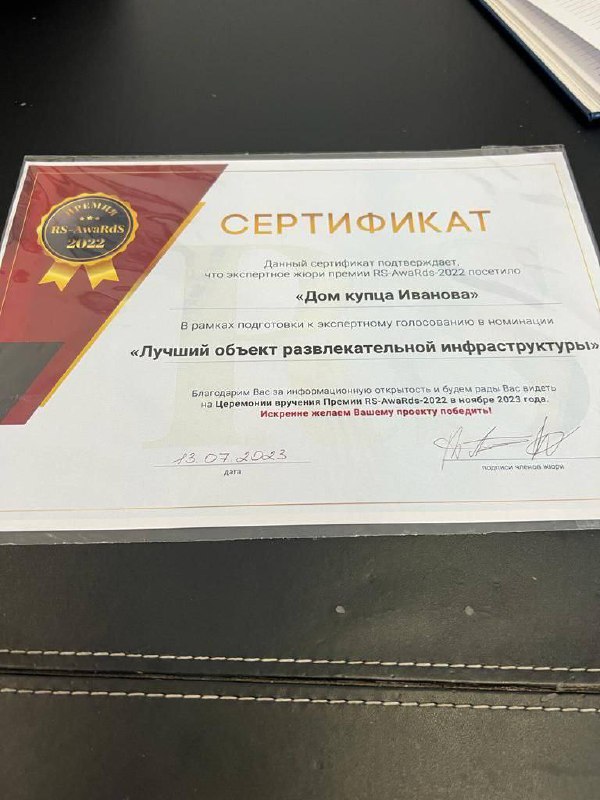 ПРЕМИЯ
RS-AwaRdS
2022
СЕРТИФИКАТ
Данный сертификат подтверждает,
что экспертное жюри премии RS-AwaRds-2022 посетило
«Дом купца Иванова»
В рамках подготовки к экспертному голосованию в номинации
«Лучший объект развлекательной инфраструктуры»
Благодарим Вас за информационную открытость и будем рады Вас видеть
на Церемонии вручения Премии RS-AwaRds-2022 в ноябре 2023 года.
Искренне желаем Вашему проекту победить!
13.07.2023
дата
подписи членов жюри